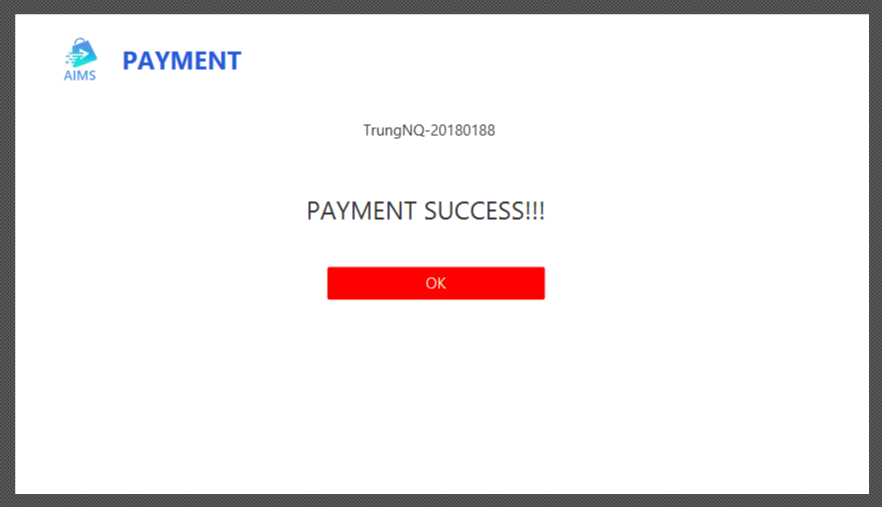 AIMS
PAYMENT
TrungNQ-20180188
PAYMENT SUCCESS!!!
OK